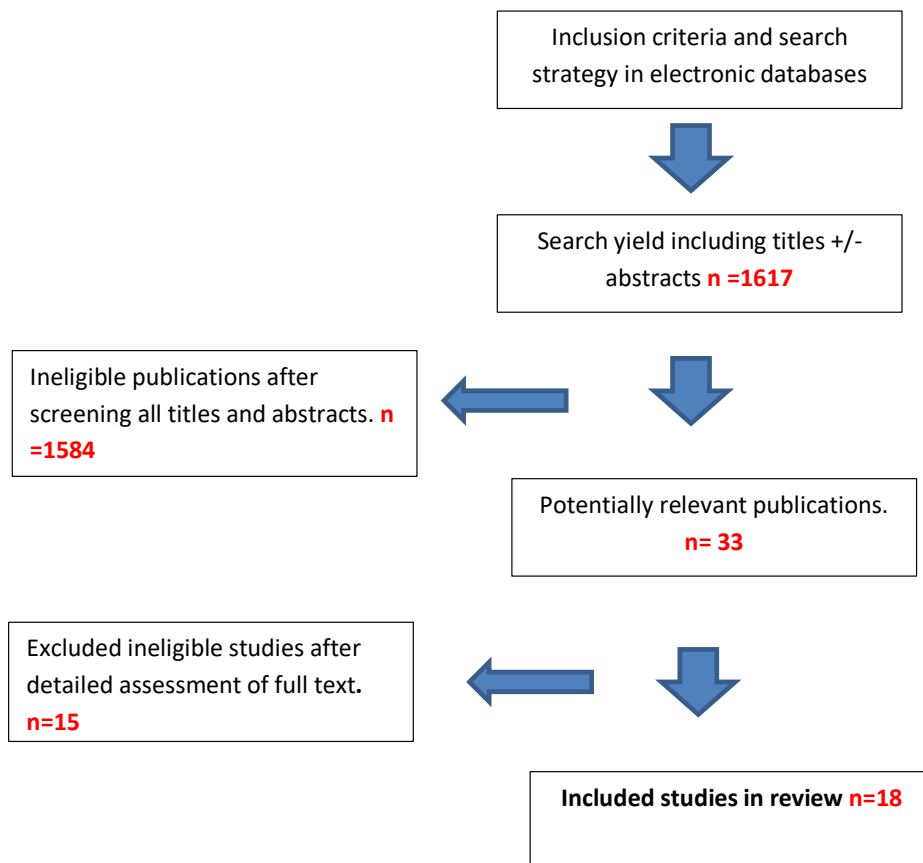 Inclusion criteria and search
strategy in electronic databases
Search yield including titles +/-
abstracts n =1617
Ineligible publications after
screening all titles and abstracts. n
=1584
Potentially relevant publications.
n= 33
Excluded ineligible studies after
detailed assessment of full text.
n=15
Included studies in review n=18